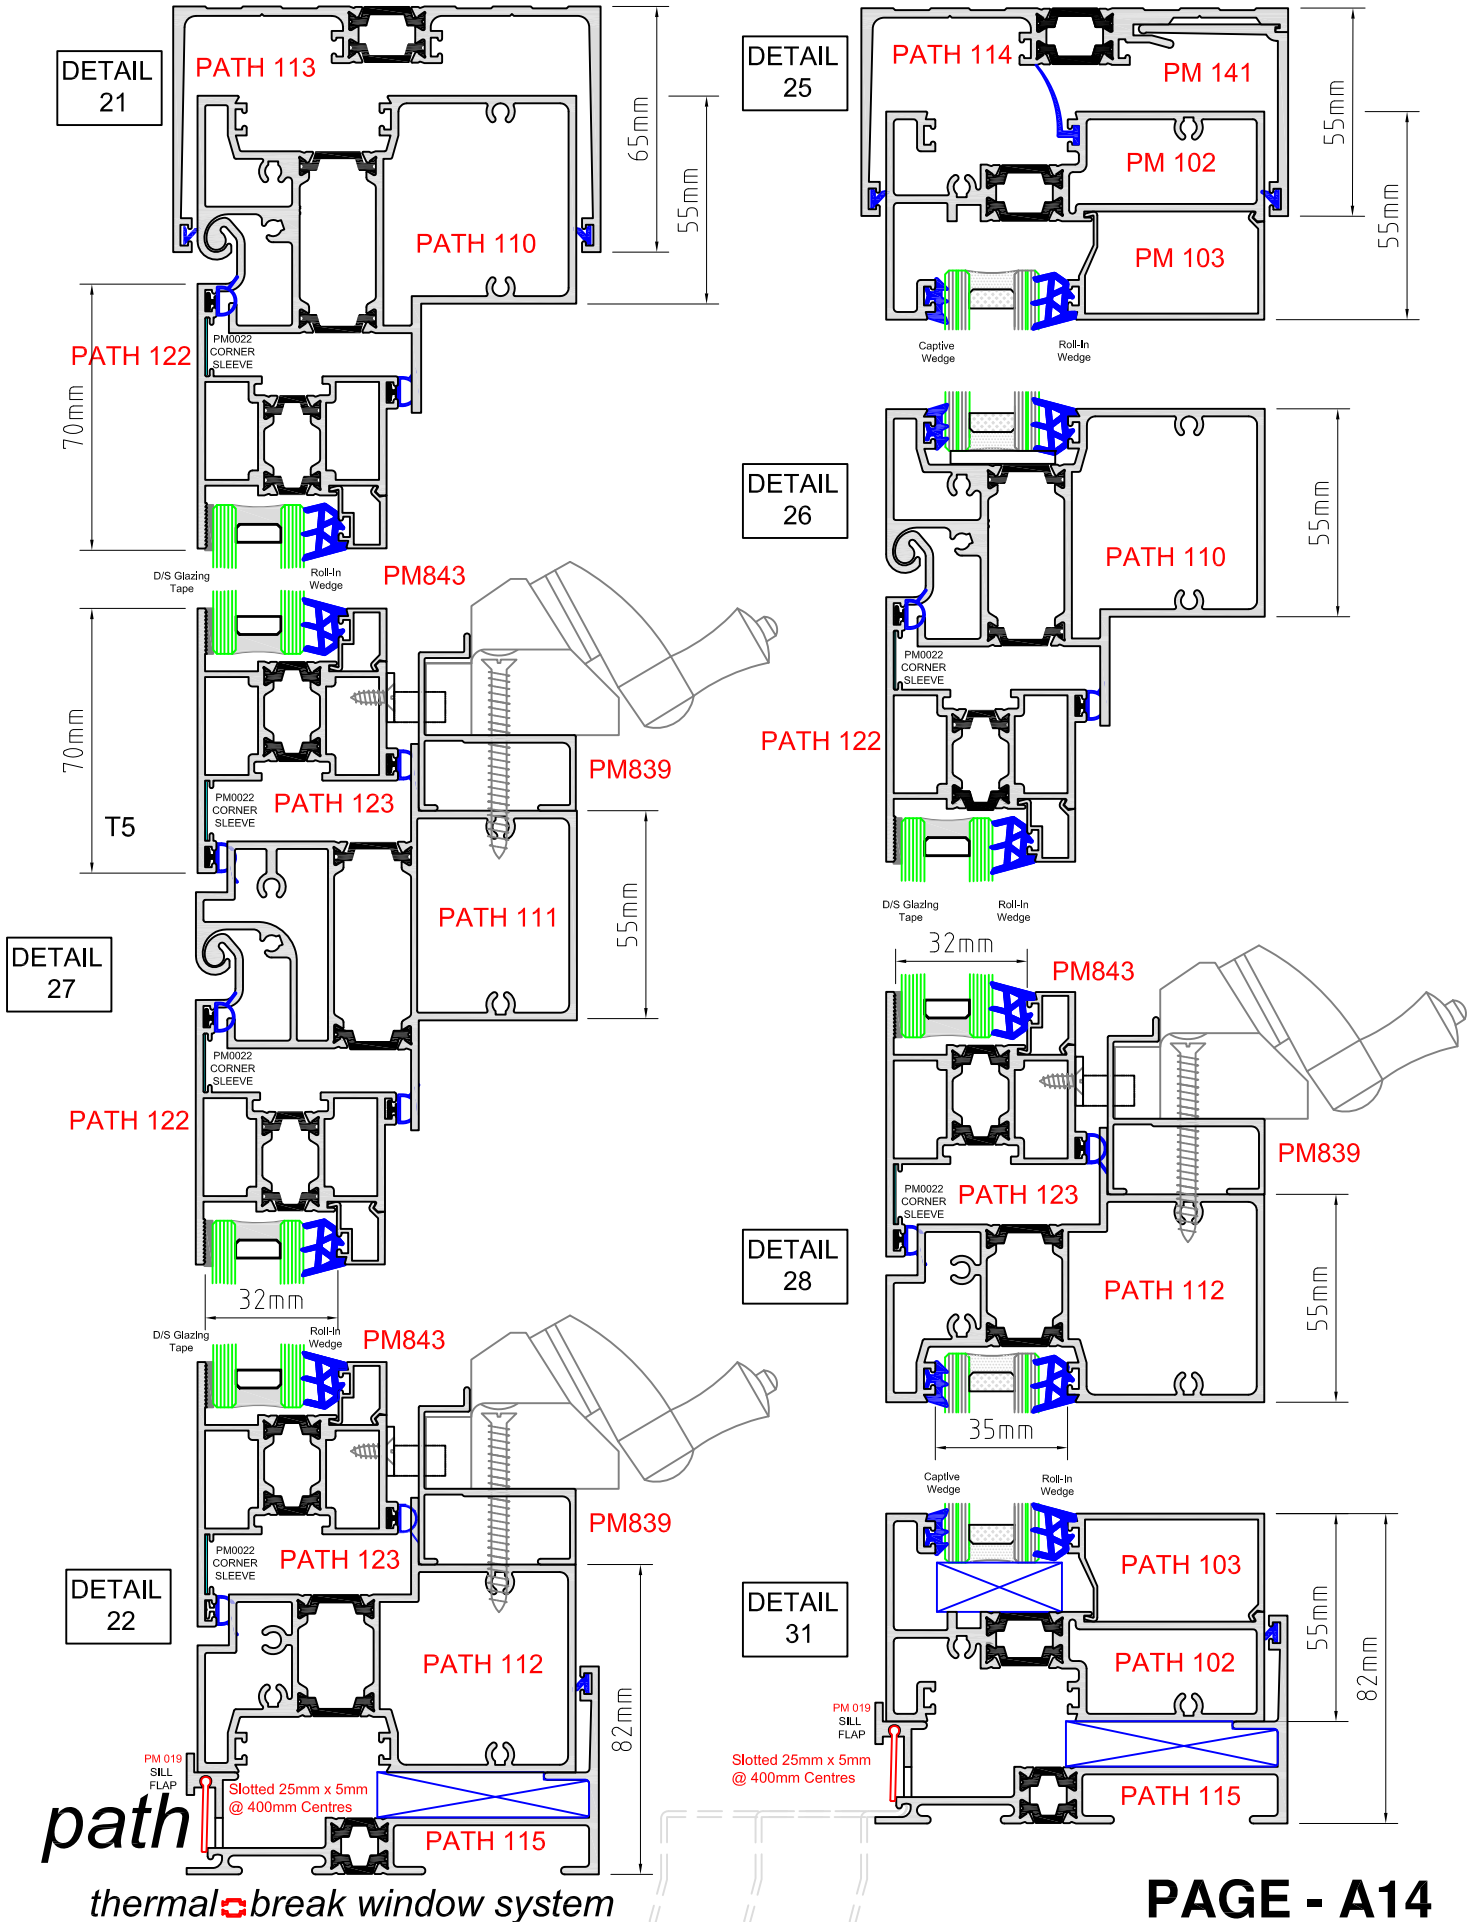 DETAIL
21
PATH 113
65mm
55mm
PATH 110
PATH 122
PM0022
CORNER
SLEEVE
70mm
D/S Glazing
Tape
Roll-In
Wedge
PM843
70mm
T5
PM0022
CORNER
SLEEVE
PATH 123
PM839
PATH 111
55mm
DETAIL
27
PM0022
CORNER
SLEEVE
PATH 122
32mm
D/S Glazing
Tape
Roll-In
Wedge
PM843
PM839
PM0022
CORNER
SLEEVE
PATH 123
DETAIL
22
PATH 112
82mm
PM 019
SILL
FLAP
Slotted 25mm x 5mm
@ 400mm Centres
PATH 115
path
thermal break window system
DETAIL
25
PATH 114
PM 141
55mm
PM 102
55mm
PM 103
Captive
Wedge
Roll-In
Wedge
DETAIL
26
55mm
PATH 110
PM0022
CORNER
SLEEVE
PATH 122
D/S Glazing
Tape
Roll-In
Wedge
32mm
PM843
PM839
PM0022
CORNER
SLEEVE
PATH 123
DETAIL
28
PATH 112
55mm
35mm
Captive
Wedge
Roll-In
Wedge
PATH 103
DETAIL
31
55mm
82mm
PATH 102
PM 019
SILL
FLAP
Slotted 25mm x 5mm
@ 400mm Centres
PATH 115
PAGE - A14